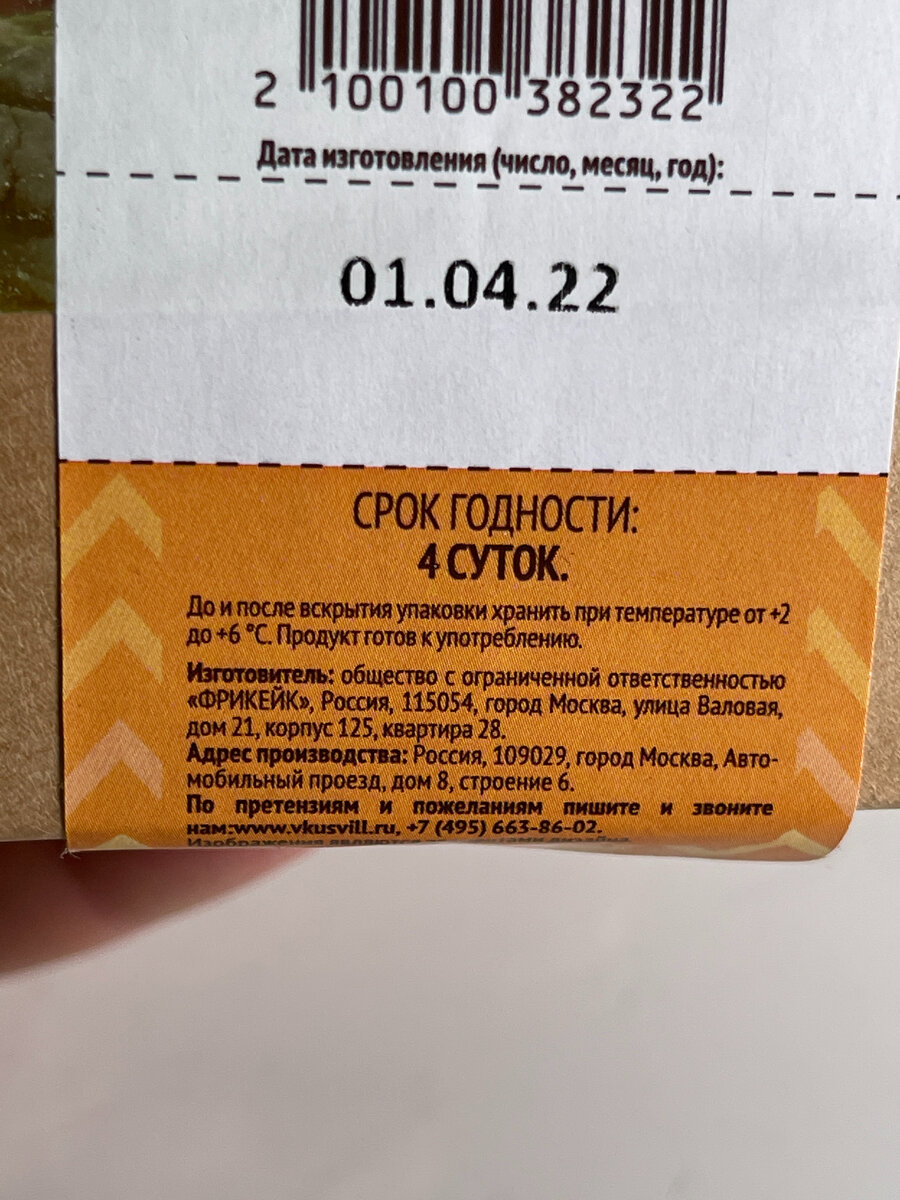 2 100100 382322
Дата изготовления (число, месяц, год):
01.04.22
СРОК ГОДНОСТИ:
4 СУТОК.
До и после вскрытия упаковки хранить при температуре от +2
до +6 °С. Продукт готов к употреблению.
Изготовитель: общество с ограниченной ответственностью
«ФРИКЕЙК», Россия, 115054, город Москва, улица Валовая,
дом 21, корпус 125, квартира 28.
Адрес производства: Россия, 109029, город Москва, Авто-
мобильный проезд, дом 8, строение 6.
По претензиям и пожеланиям пишите и звоните
нам:www.vkusvill.ru, +7 (495) 663-86-02.
Изображения являются дизайна